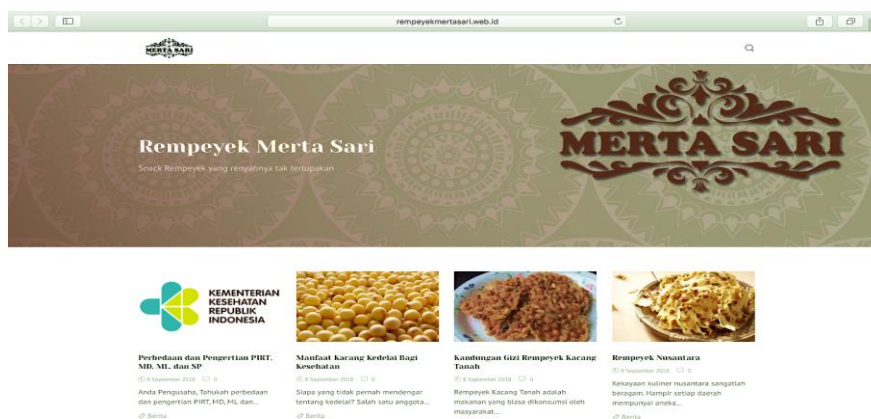 rempeyekmertasari.web.id
MERTA SARI
Rempeyek Merta Sari
Snack Rempeyek yang renyahnya tak terlupakan
MERTA SARI
KEMENTERIAN
KESEHATAN
REPUBLIK
INDONESIA
Perbedaan dan Pengertian PIRT,
MD, ML, dan SP
8 September 2018 0
Anda Pengusaha, Tahukah perbedaan
dan pengertian PIRT, MD, ML, dan...
Berita
Manfaat Kacang Kedelai Bagi
Kesehatan
8 September 2018 0
Siapa yang tidak pernah mendengar
tentang kedelai? Salah satu anggota...
Berita
Kandungan Gizi Rempeyek Kacang
Tanah
8 September 2018 0
Rempeyek Kacang Tanah adalah
makanan yang biasa dikonsumsi oleh
masyarakat...
Rempeyek Nusantara
8 September 2018 0
Kekayaan kuliner nusantara sangatlah
beragam. Hampir setiap daerah
mempunyai aneka...
Berita